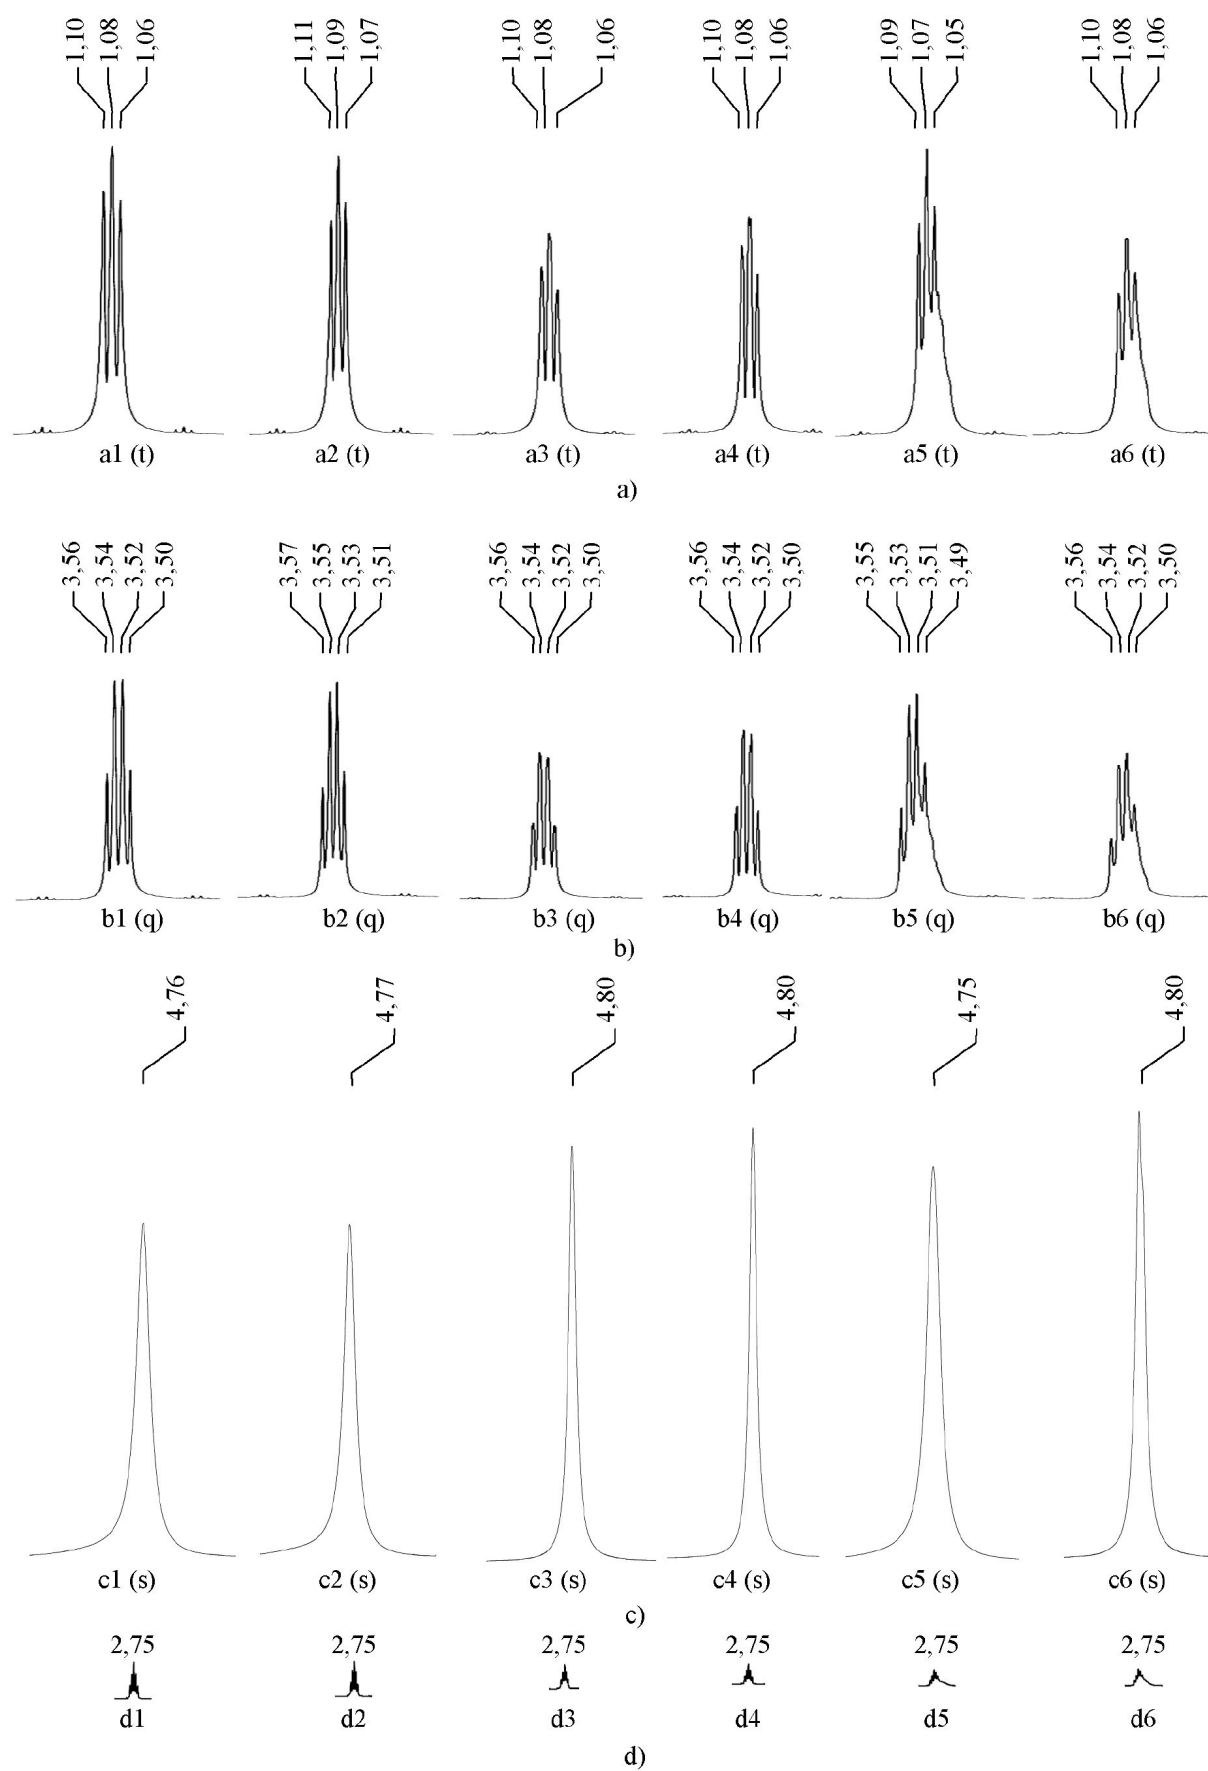 1,10 1,08 1,06 1,11 1,09 1,07 1,10 1,08 1,06 1,10 1,08 1,06 1,09 1,07 1,05 1,10 1,08 1,06
a1 (t) a2 (t) a3 (t) a4 (t) a5 (t) a6 (t)
a)
3,56 3,54 3,52 3,50 3,57 3,55 3,53 3,51 3,56 3,54 3,52 3,50 3,56 3,54 3,52 3,50 3,55 3,53 3,51 3,49 3,56 3,54 3,52 3,50
b1 (q) b2 (q) b3 (q) b4 (q) b5 (q) b6 (q)
b)
4,76 4,77 4,80 4,80 4,75 4,80
c1 (s) c2 (s) c3 (s) c4 (s) c5 (s) c6 (s)
c)
2,75 2,75 2,75 2,75 2,75 2,75
d1 d2 d3 d4 d5 d6
d)